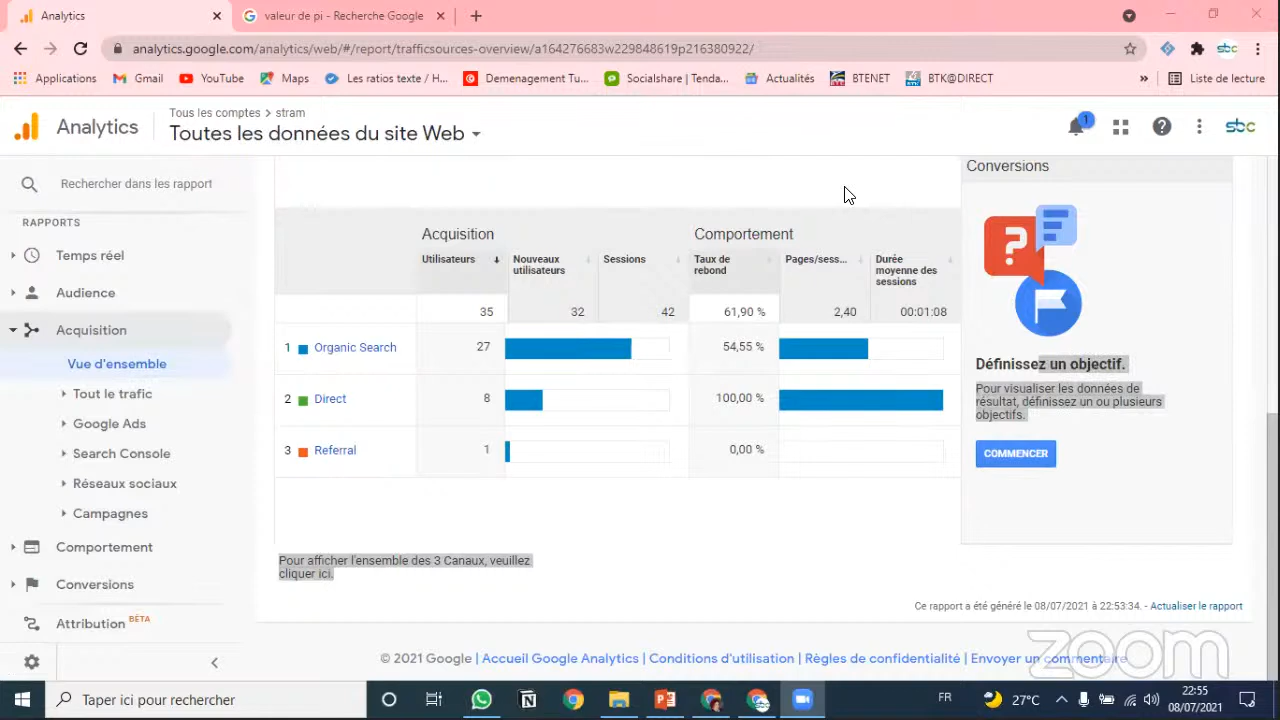 Analytics
valeur de pi - Recherche Google
analytics.google.com/analytics/web/#/report/trafficsources-overview/a164276683w229848619p216380922/
Applications
Gmail
YouTube
Maps
Les ratios texte / H...
Demenagement Tu...
Socialshare | Tenda...
Actualités
BTENET
BTK@DIRECT
»
Liste de lecture
Analytics
Tous les comptes > stram
Toutes les données du site Web
1
sbc
Rechercher dans les rapport
RAPPORTS
Temps réel
Audience
Acquisition
Vue d'ensemble
Tout le trafic
Google Ads
Search Console
Réseaux sociaux
Campagnes
Comportement
Conversions
Attribution BÊTA
Acquisition
Comportement
Utilisateurs
Nouveaux utilisateurs
Sessions
Taux de rebond
Pages/sess...
Durée moyenne des sessions
35
32
42
61,90 %
2,40
00:01:08
1 Organic Search 27 54,55 %
2 Direct 8 100,00 %
3 Referral 1 0,00 %
Conversions
Définissez un objectif.
Pour visualiser les données de
résultat, définissez un ou plusieurs
objectifs.
COMMENCER
Pour afficher l'ensemble des 3 Canaux, veuillez
cliquer ici.
Ce rapport a été généré le 08/07/2021 à 22:53:34. - Actualiser le rapport
© 2021 Google | Accueil Google Analytics | Conditions d'utilisation | Règles de confidentialité | Envoyer un commentaire
zoom
Taper ici pour rechercher
FR
27°C
22:55
08/07/2021